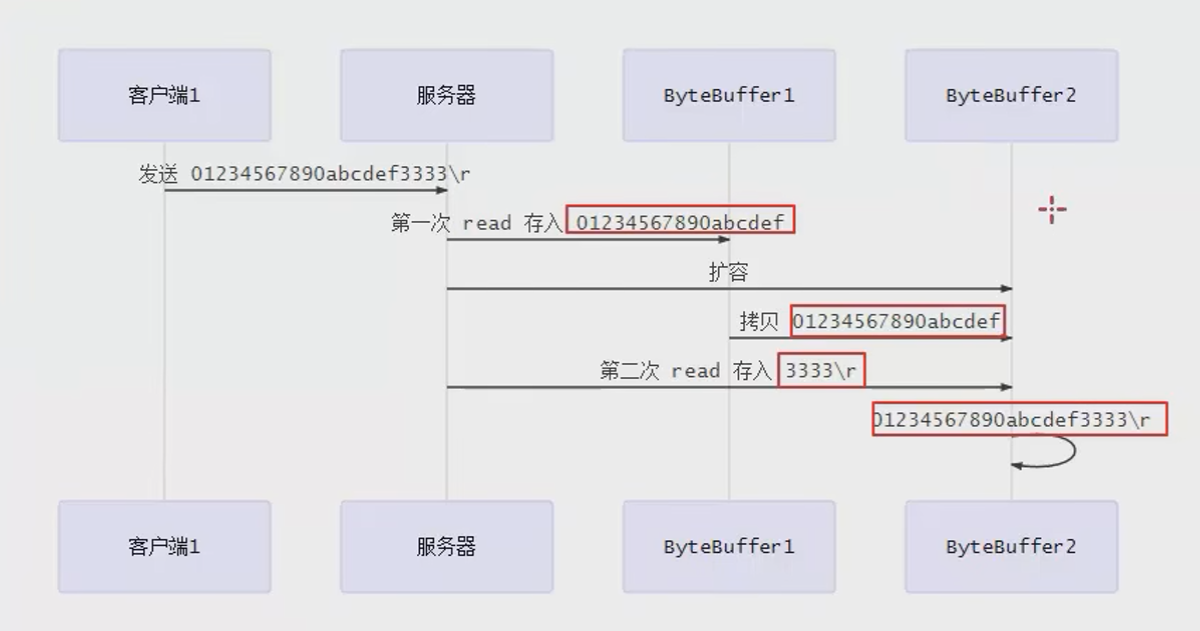 客户端1
服务器
ByteBuffer1
ByteBuffer2
发送 01234567890abcdef3333\r
第一次 read 存入 01234567890abcdef
扩容
拷贝 01234567890abcdef
第二次 read 存入 3333\r
01234567890abcdef3333\r
客户端1
服务器
ByteBuffer1
ByteBuffer2